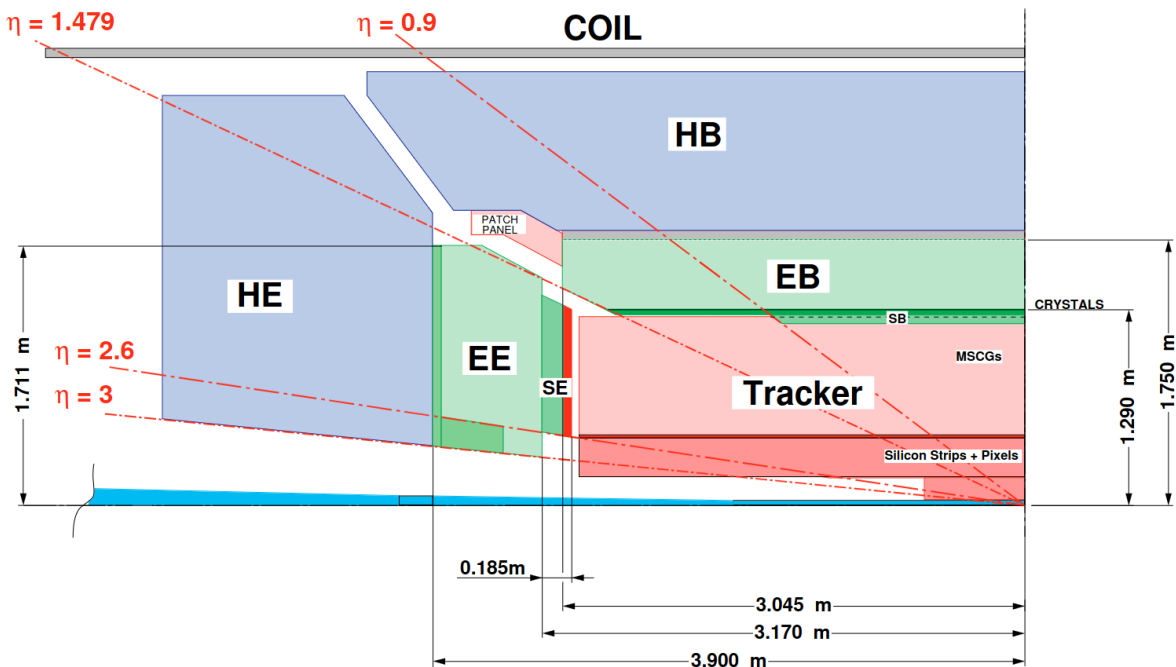 η = 1.479
η = 0.9
COIL
HB
PATCH
PANEL
HE
EB
CRYSTALS
SB
η = 2.6
EE
MSCGs
SE
η = 3
Tracker
1.711 m
1.290 m
1.750 m
Silicon Strips + Pixels
0.185m
3.045 m
3.170 m
3.900 m